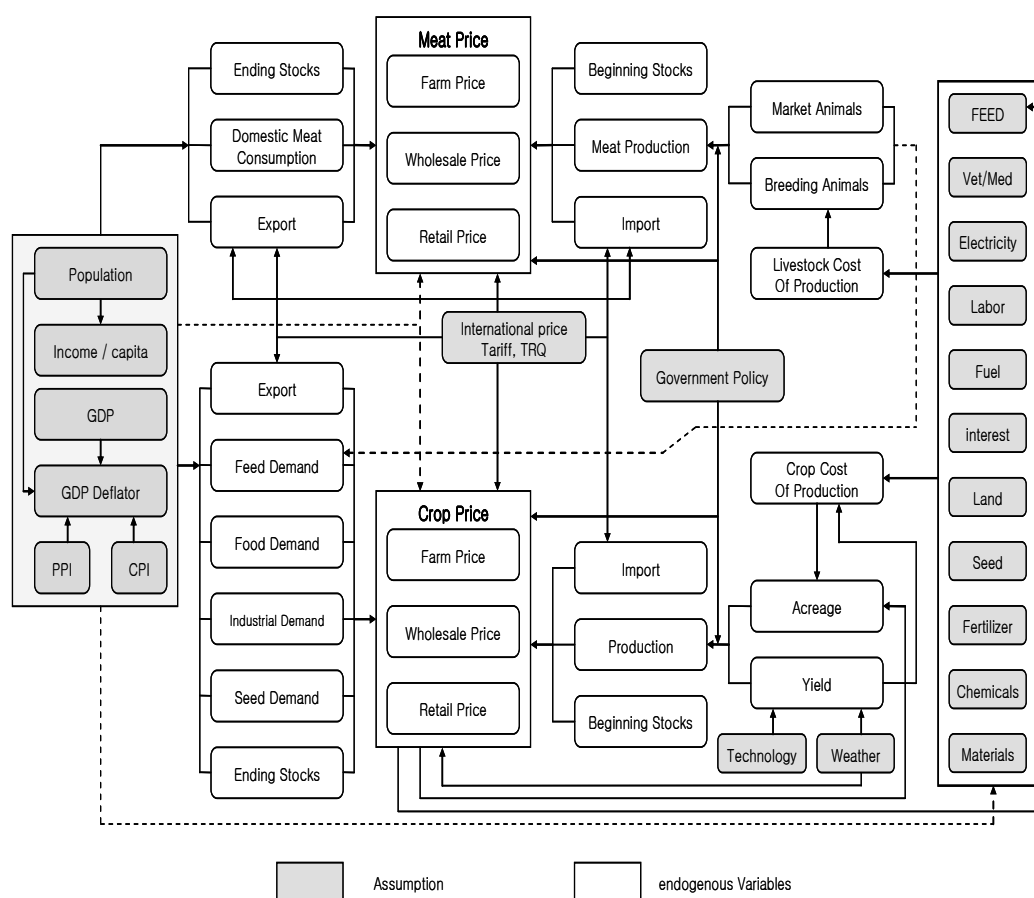 Meat Price
Ending Stocks
Domestic Meat
Consumption
Export
Farm Price
Wholesale Price
Retail Price
Beginning Stocks
Meat Production
Import
Market Animals
Breeding Animals
Livestock Cost
Of Production
FEED
Vet/Med
Electricity
Labor
Fuel
interest
Land
Seed
Fertilizer
Chemicals
Materials
Population
Income / capita
GDP
GDP Deflator
PPI
CPI
International price
Tariff, TRQ
Government Policy
Export
Feed Demand
Food Demand
Industrial Demand
Seed Demand
Ending Stocks
Crop Price
Farm Price
Wholesale Price
Retail Price
Import
Production
Beginning Stocks
Crop Cost
Of Production
Acreage
Yield
Technology
Weather
Assumption
endogenous Variables